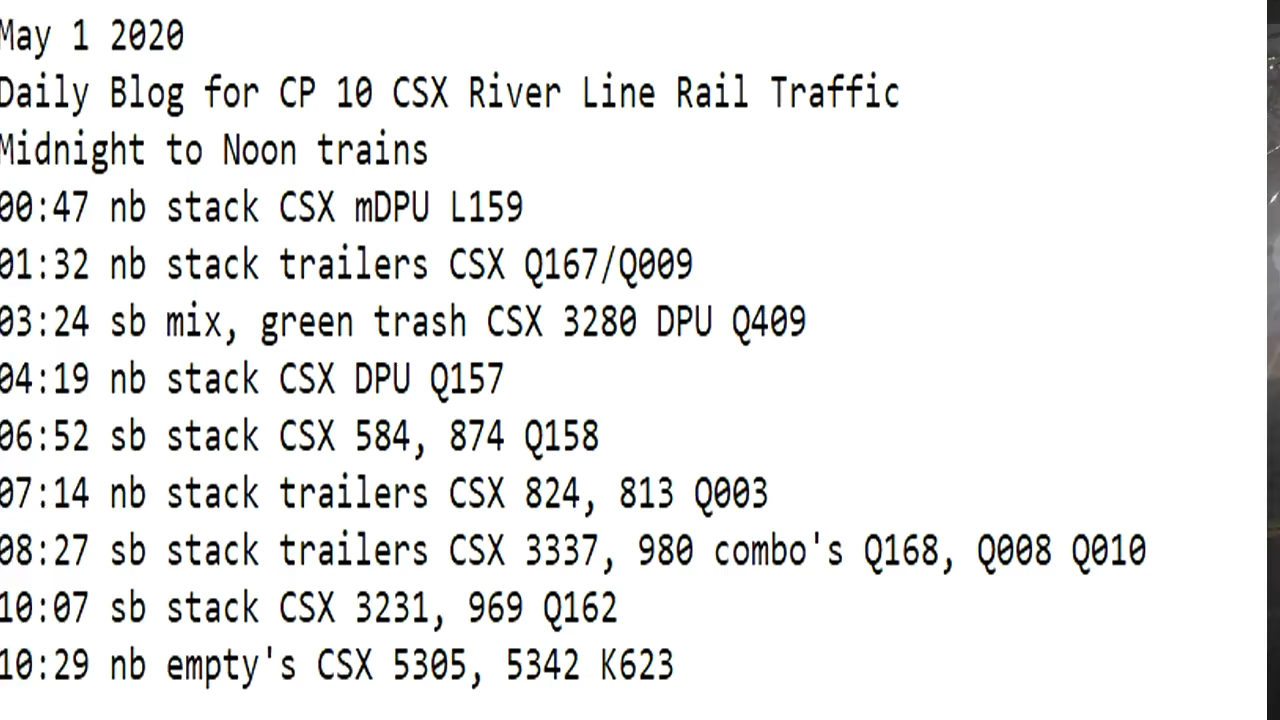 May 1 2020
Daily Blog for CP 10 CSX River Line Rail Traffic
Midnight to Noon trains
00:47 nb stack CSX mDPU L159
01:32 nb stack trailers CSX Q167/Q009
03:24 sb mix, green trash CSX 3280 DPU Q409
04:19 nb stack CSX DPU Q157
06:52 sb stack CSX 584, 874 Q158
07:14 nb stack trailers CSX 824, 813 Q003
08:27 sb stack trailers CSX 3337, 980 combo's Q168, Q008 Q010
10:07 sb stack CSX 3231, 969 Q162
10:29 nb empty's CSX 5305, 5342 K623